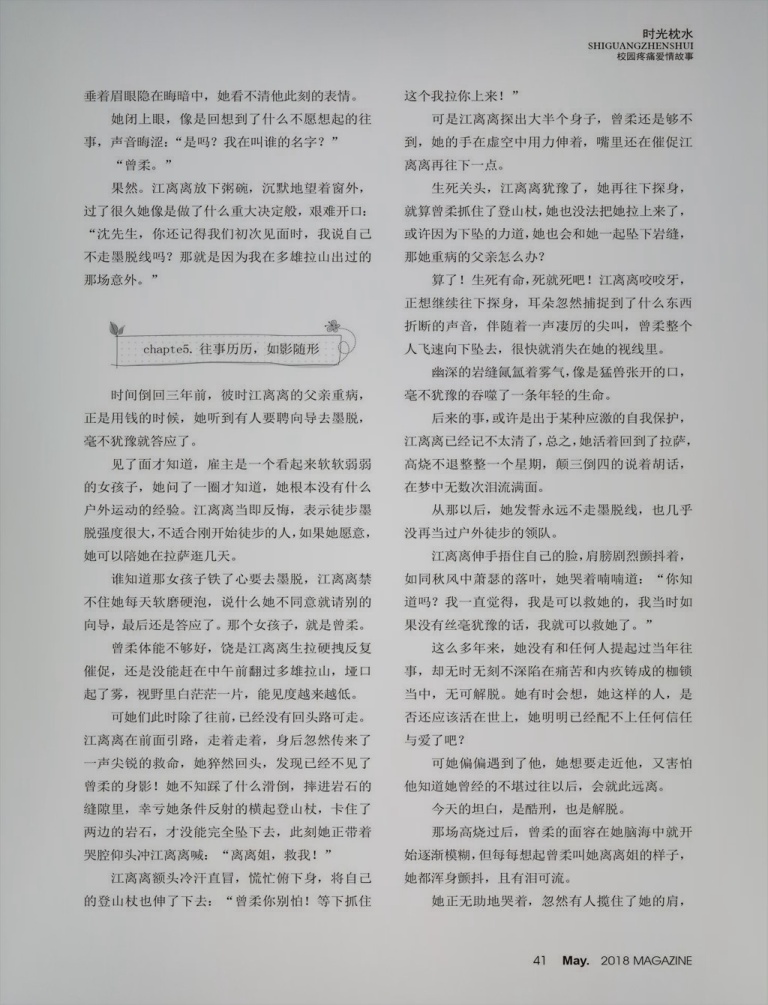 时光枕水
SHIGUANGZHENSHUI
校园疼痛爱情故事
垂着眉眼隐在晦暗中，她看不清他此刻的表情。
她闭上眼，像是回想到了什么不愿想起的往
事，声音晦涩：“是吗？我在叫谁的名字？”
“曾柔。”
果然。江离离放下粥碗，沉默地望着窗外，
过了很久她像是做了什么重大决定般，艰难开口：
“沈先生，你还记得我们初次见面时，我说自己
不走墨脱线吗？那就是因为我在多雄拉山出过的
那场意外。”
chapte5. 往事历历，如影随形
时间倒回三年前，彼时江离离的父亲重病，
正是用钱的时候，她听到有人要聘向导去墨脱，
毫不犹豫就答应了。
见了面才知道，雇主是一个看起来软软弱弱
的女孩子，她问了一圈才知道，她根本没有什么
户外运动的经验。江离离当即反悔，表示徒步墨
脱强度很大，不适合刚开始徒步的人，如果她愿意，
她可以陪她在拉萨逛几天。
谁知道那女孩子铁了心要去墨脱，江离离禁
不住她每天软磨硬泡，说什么她不同意就请别的
向导，最后还是答应了。那个女孩子，就是曾柔。
曾柔体能不够好，饶是江离离生拉硬拽反复
催促，还是没能赶在中午前翻过多雄拉山，垭口
起了雾，视野里白茫茫一片，能见度越来越低。
可她们此时除了往前，已经没有回头路可走。
江离离在前面引路，走着走着，身后忽然传来了
一声尖锐的救命，她猝然回头，发现已经不见了
曾柔的身影！她不知踩了什么滑倒，摔进岩石的
缝隙里，幸亏她条件反射的横起登山杖，卡住了
两边的岩石，才没能完全坠下去，此刻她正带着
哭腔仰头冲江离离喊：“离离姐，救我！”
江离离额头冷汗直冒，慌忙俯下身，将自己
的登山杖也伸了下去：“曾柔你别怕！等下抓住
这个我拉你上来！”
可是江离离探出大半个身子，曾柔还是够不
到，她的手在虚空中用力伸着，嘴里还在催促江
离离再往下一点。
生死关头，江离离犹豫了，她再往下探身，
就算曾柔抓住了登山杖，她也没法把她拉上来了，
或许因为下坠的力道，她也会和她一起坠下岩缝，
那她重病的父亲怎么办？
算了！生死有命，死就死吧！江离离咬咬牙，
正想继续往下探身，耳朵忽然捕捉到了什么东西
折断的声音，伴随着一声凄厉的尖叫，曾柔整个
人飞速向下坠去，很快就消失在她的视线里。
幽深的岩缝氤氲着雾气，像是猛兽张开的口，
毫不犹豫的吞噬了一条年轻的生命。
后来的事，或许是出于某种应激的自我保护，
江离离已经记不太清了，总之，她活着回到了拉萨，
高烧不退整整一个星期，颠三倒四的说着胡话，
在梦中无数次泪流满面。
从那以后，她发誓永远不走墨脱线，也几乎
没再当过户外徒步的领队。
江离离伸手捂住自己的脸，肩膀剧烈颤抖着，
如同秋风中萧瑟的落叶，她哭着喃喃道：“你知
道吗？我一直觉得，我是可以救她的，我当时如
果没有丝毫犹豫的话，我就可以救她了。”
这么多年来，她没有和任何人提起过当年往
事，却无时无刻不深陷在痛苦和内疚铸成的枷锁
当中，无可解脱。她有时会想，她这样的人，是
否还应该活在世上，她明明已经配不上任何信任
与爱了吧？
可她偏偏遇到了他，她想要走近他，又害怕
他知道她曾经的不堪过往以后，会就此远离。
今天的坦白，是酷刑，也是解脱。
那场高烧过后，曾柔的面容在她脑海中就开
始逐渐模糊，但每每想起曾柔叫她离离姐的样子，
她都浑身颤抖，且有泪可流。
她正无助地哭着，忽然有人揽住了她的肩，
41 May. 2018 MAGAZINE